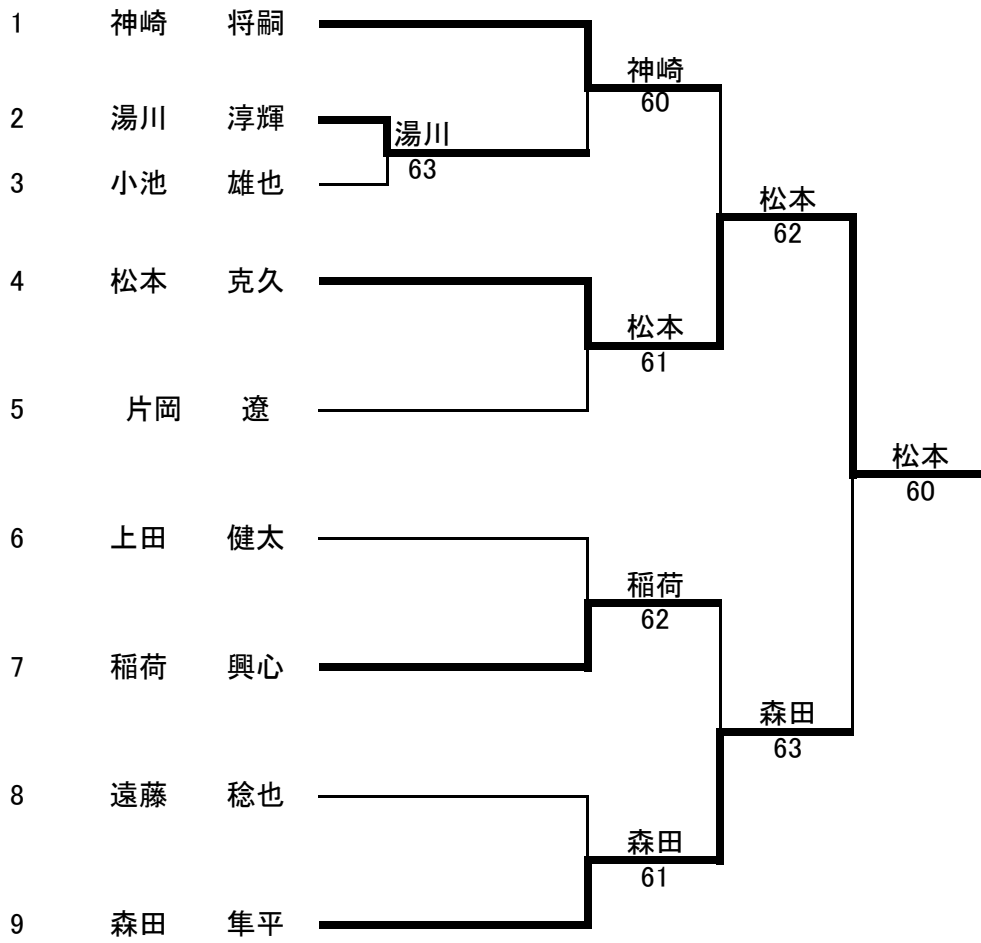 1 神崎 将嗣
神崎
60
2 湯川 淳輝
湯川
63
3 小池 雄也
松本
62
4 松本 克久
松本
61
5 片岡 遼
松本
60
6 上田 健太
稲荷
62
7 稲荷 興心
森田
63
8 遠藤 稔也
森田
61
9 森田 隼平